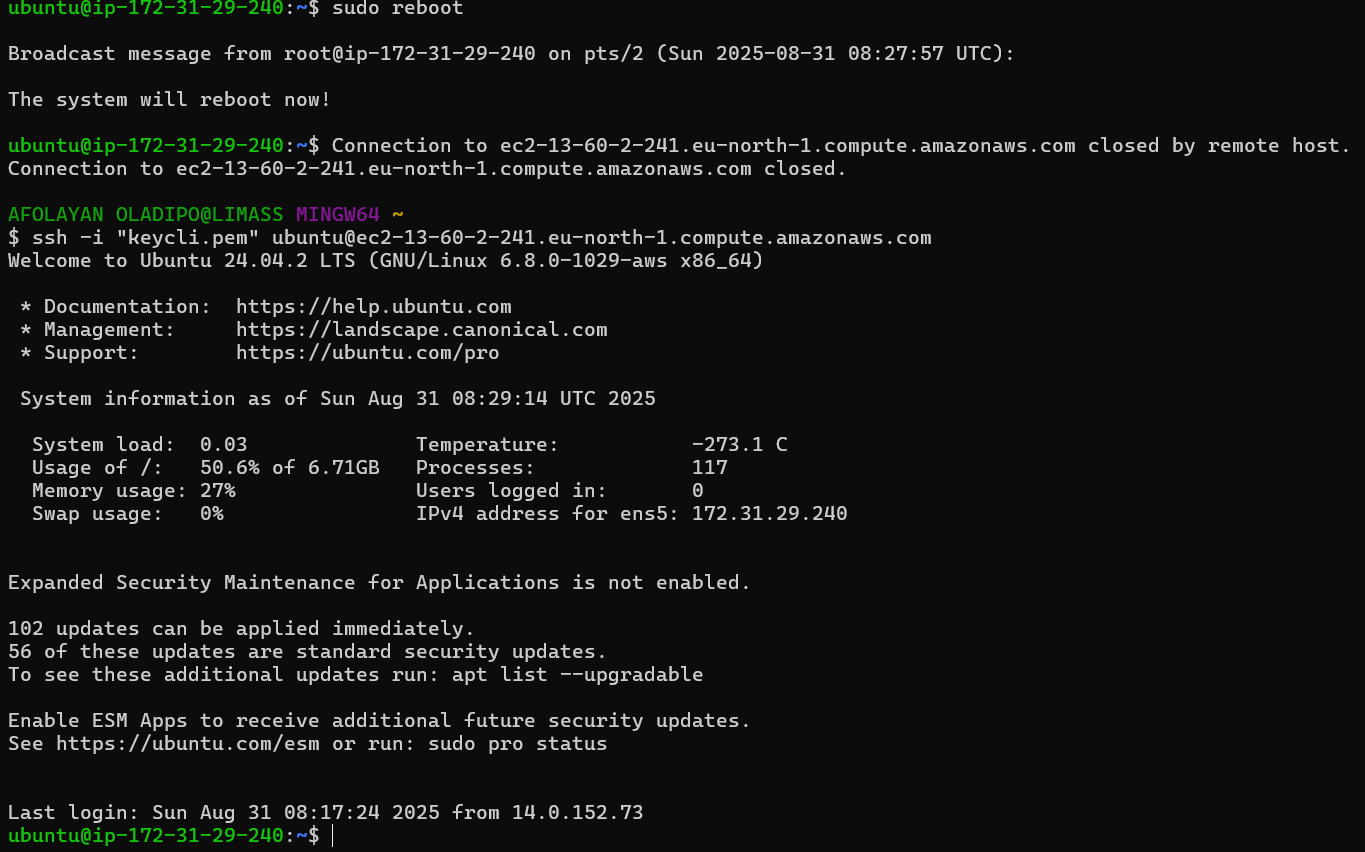 ubuntu@ip-172-31-29-240:~$ sudo reboot
Broadcast message from root@ip-172-31-29-240 on pts/2 (Sun 2025-08-31 08:27:57 UTC):
The system will reboot now!
ubuntu@ip-172-31-29-240:~$ Connection to ec2-13-60-2-241.eu-north-1.compute.amazonaws.com closed by remote host.
Connection to ec2-13-60-2-241.eu-north-1.compute.amazonaws.com closed.
AFOLAYAN OLADIPO@LIMASS MINGW64 ~
$ ssh -i "keycli.pem" ubuntu@ec2-13-60-2-241.eu-north-1.compute.amazonaws.com
Welcome to Ubuntu 24.04.2 LTS (GNU/Linux 6.8.0-1029-aws x86_64)
* Documentation:  https://help.ubuntu.com
* Management:     https://landscape.canonical.com
* Support:        https://ubuntu.com/pro
System information as of Sun Aug 31 08:29:14 UTC 2025
System load:  0.03              Temperature:           -273.1 C
Usage of /:   50.6% of 6.71GB   Processes:             117
Memory usage: 27%               Users logged in:       0
Swap usage:   0%                IPv4 address for ens5: 172.31.29.240
Expanded Security Maintenance for Applications is not enabled.
102 updates can be applied immediately.
56 of these updates are standard security updates.
To see these additional updates run: apt list --upgradable
Enable ESM Apps to receive additional future security updates.
See https://ubuntu.com/esm or run: sudo pro status
Last login: Sun Aug 31 08:17:24 2025 from 14.0.152.73
ubuntu@ip-172-31-29-240:~$